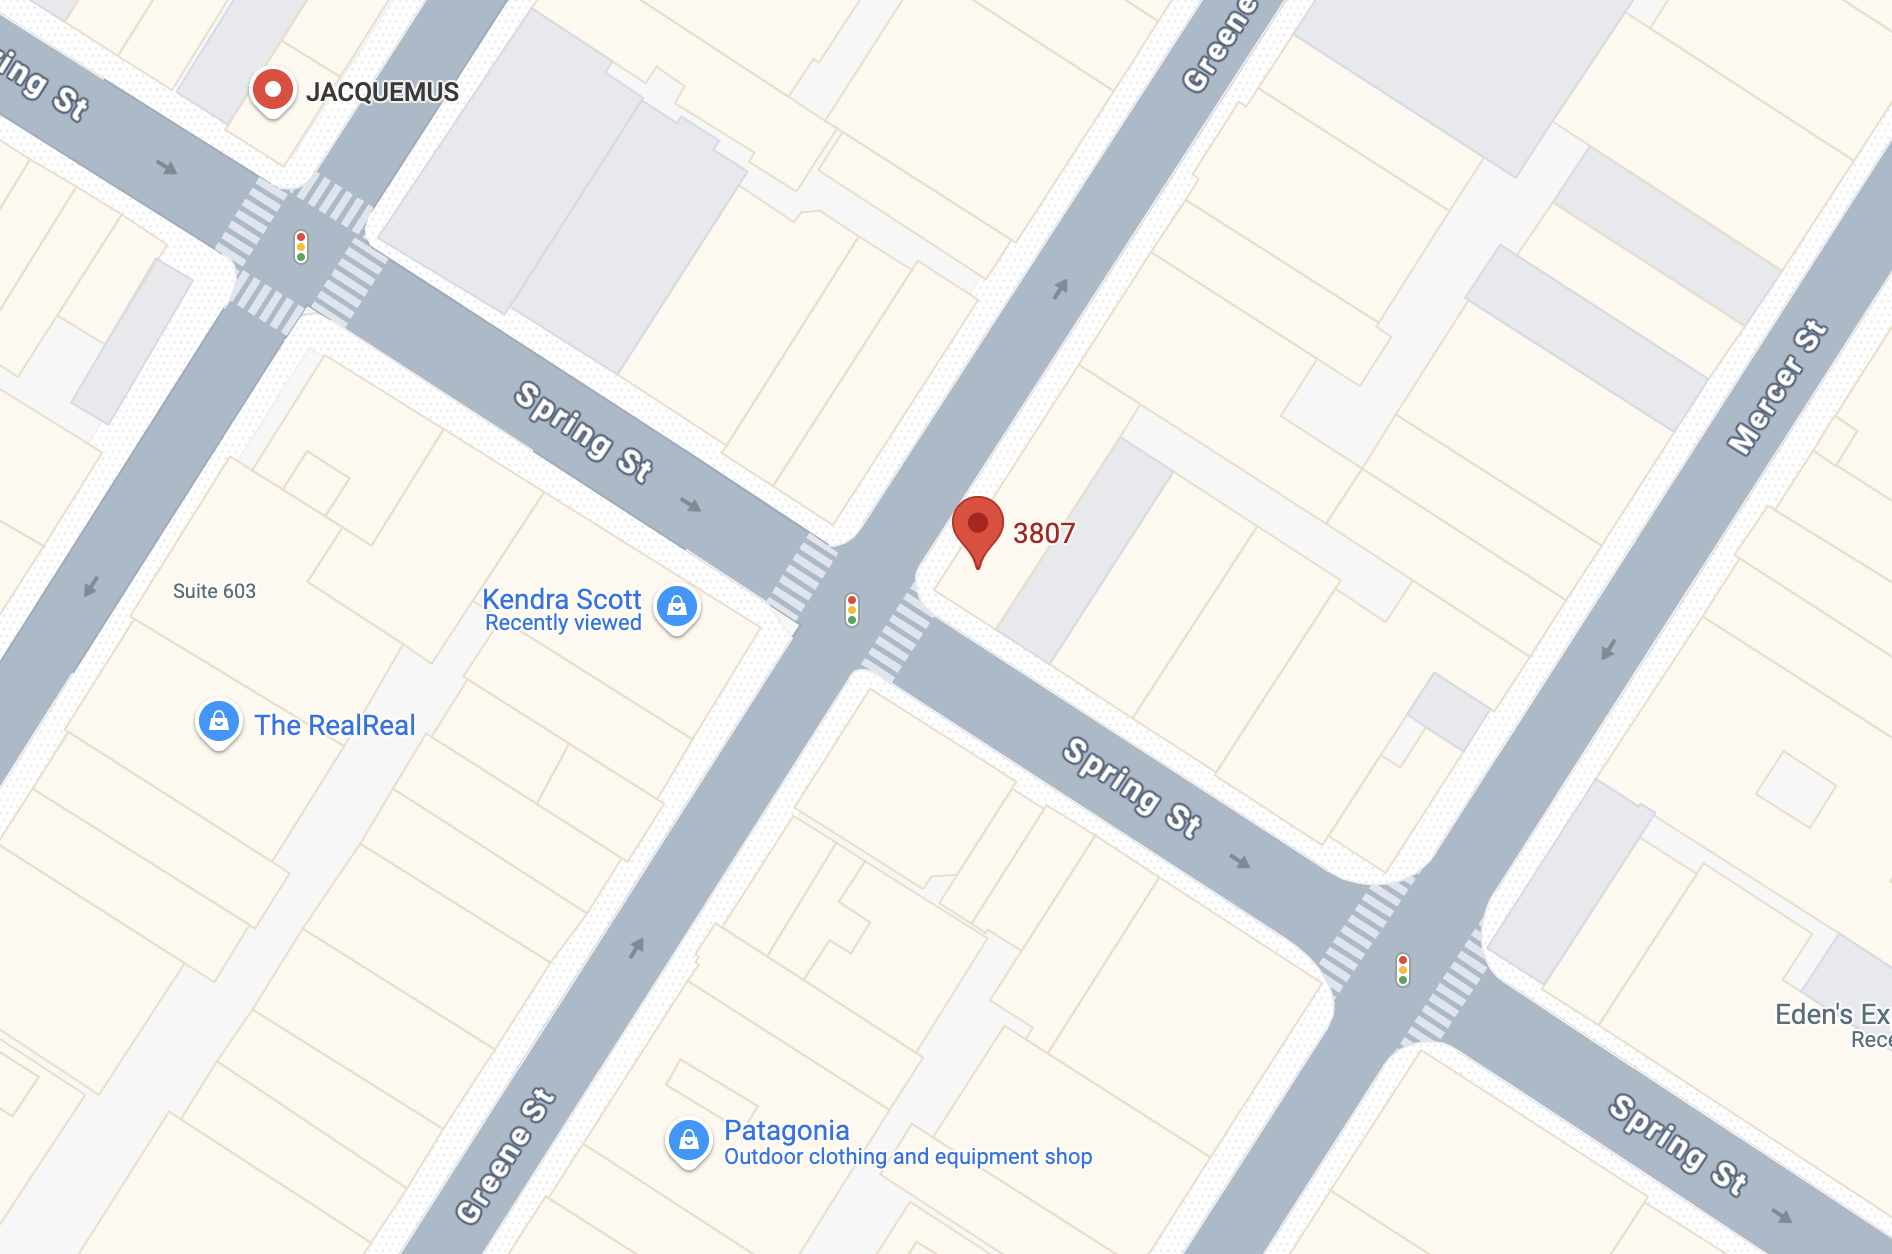 ing St
JACQUEMUS
Greene
Spring St
Mercer St
3807
Suite 603
Kendra Scott
Recently viewed
The RealReal
Spring St
Eden's Ex
Rece
Greene St
Patagonia
Outdoor clothing and equipment shop
Spring St